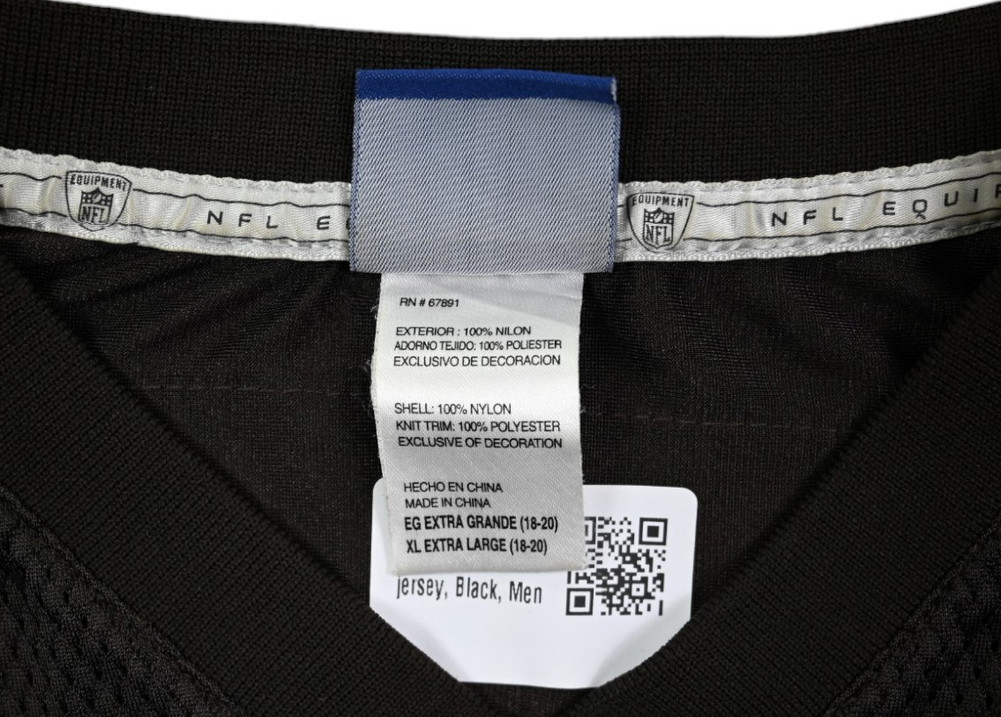 EQUIPMENT
NFL
NFL E
EQUIPMENT
NFL
NFL EQUI
RN # 67891
EXTERIOR : 100% NILON
ADORNO TEJIDO: 100% POLIESTER
EXCLUSIVO DE DECORACION
SHELL: 100% NYLON
KNIT TRIM: 100% POLYESTER
EXCLUSIVE OF DECORATION
HECHO EN CHINA
MADE IN CHINA
EG EXTRA GRANDE (18-20)
XL EXTRA LARGE (18-20)
jersey, Black, Men